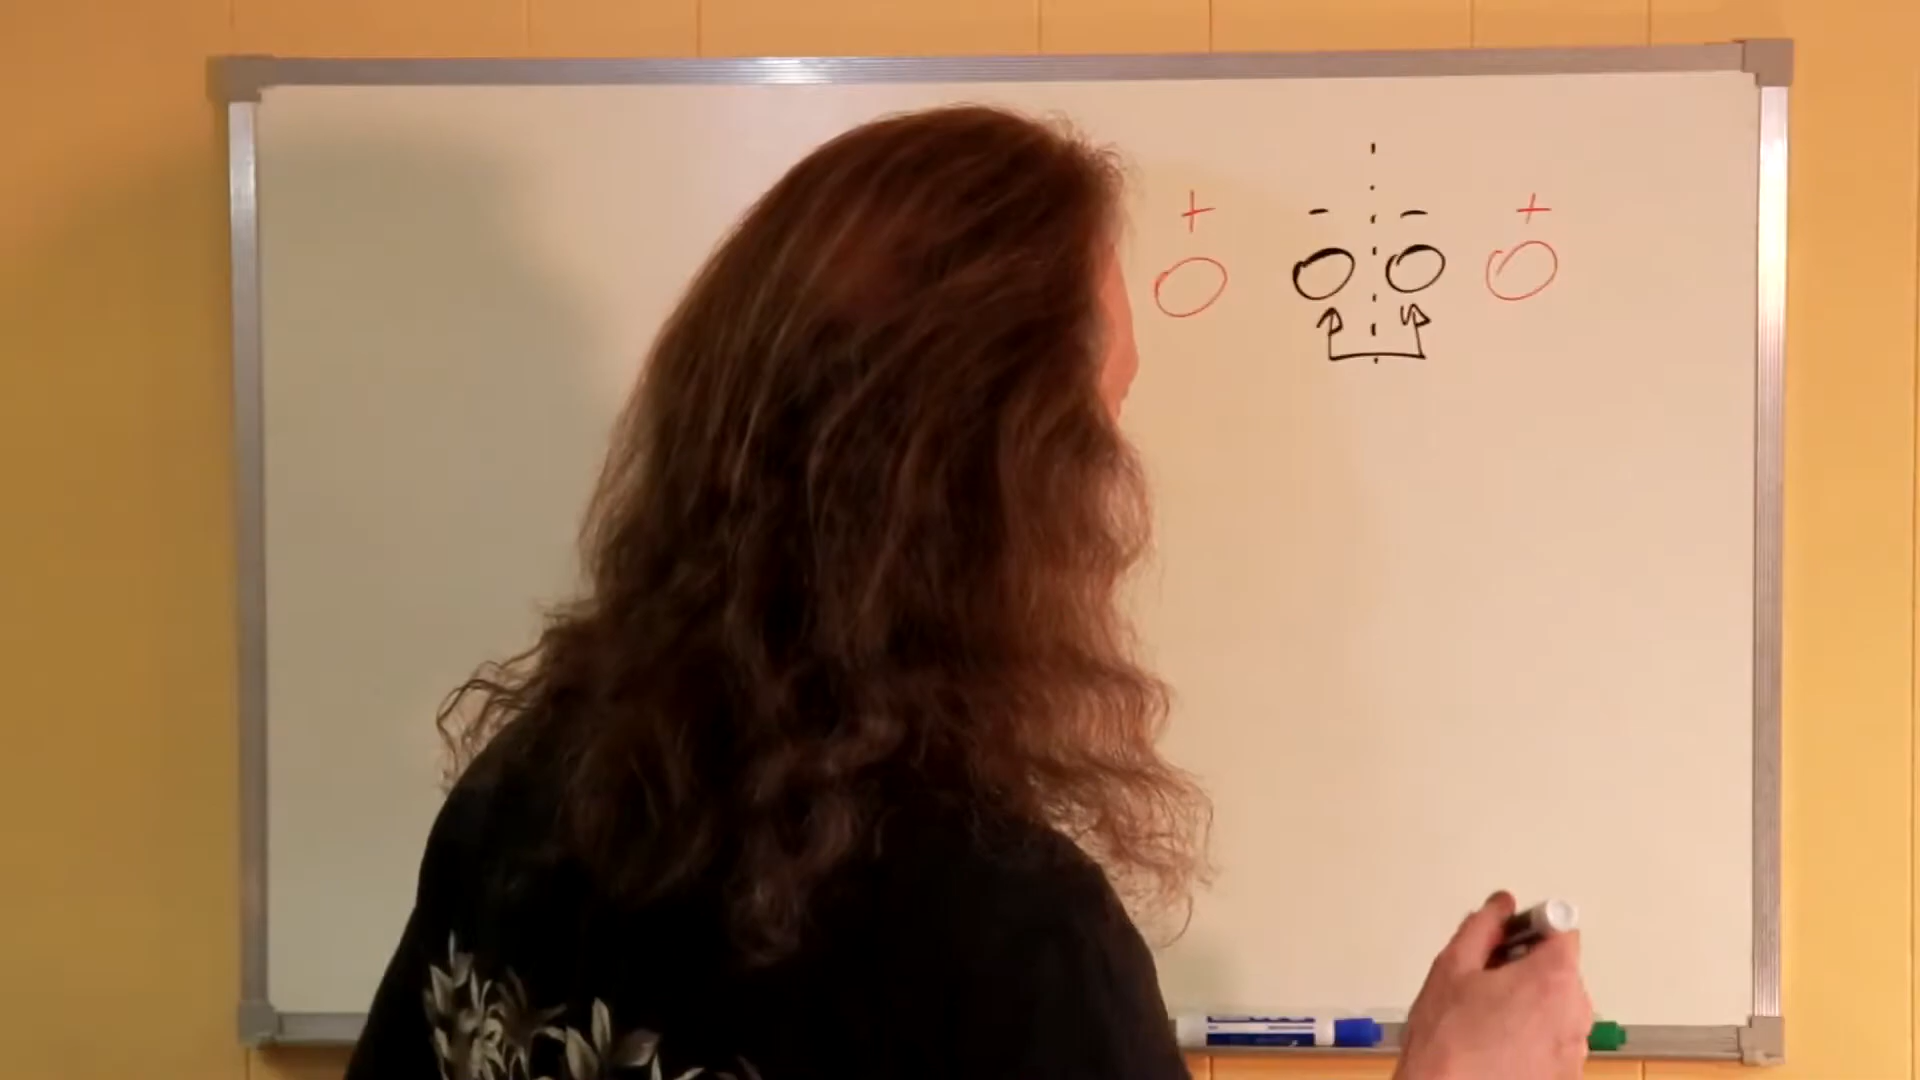 + - - +